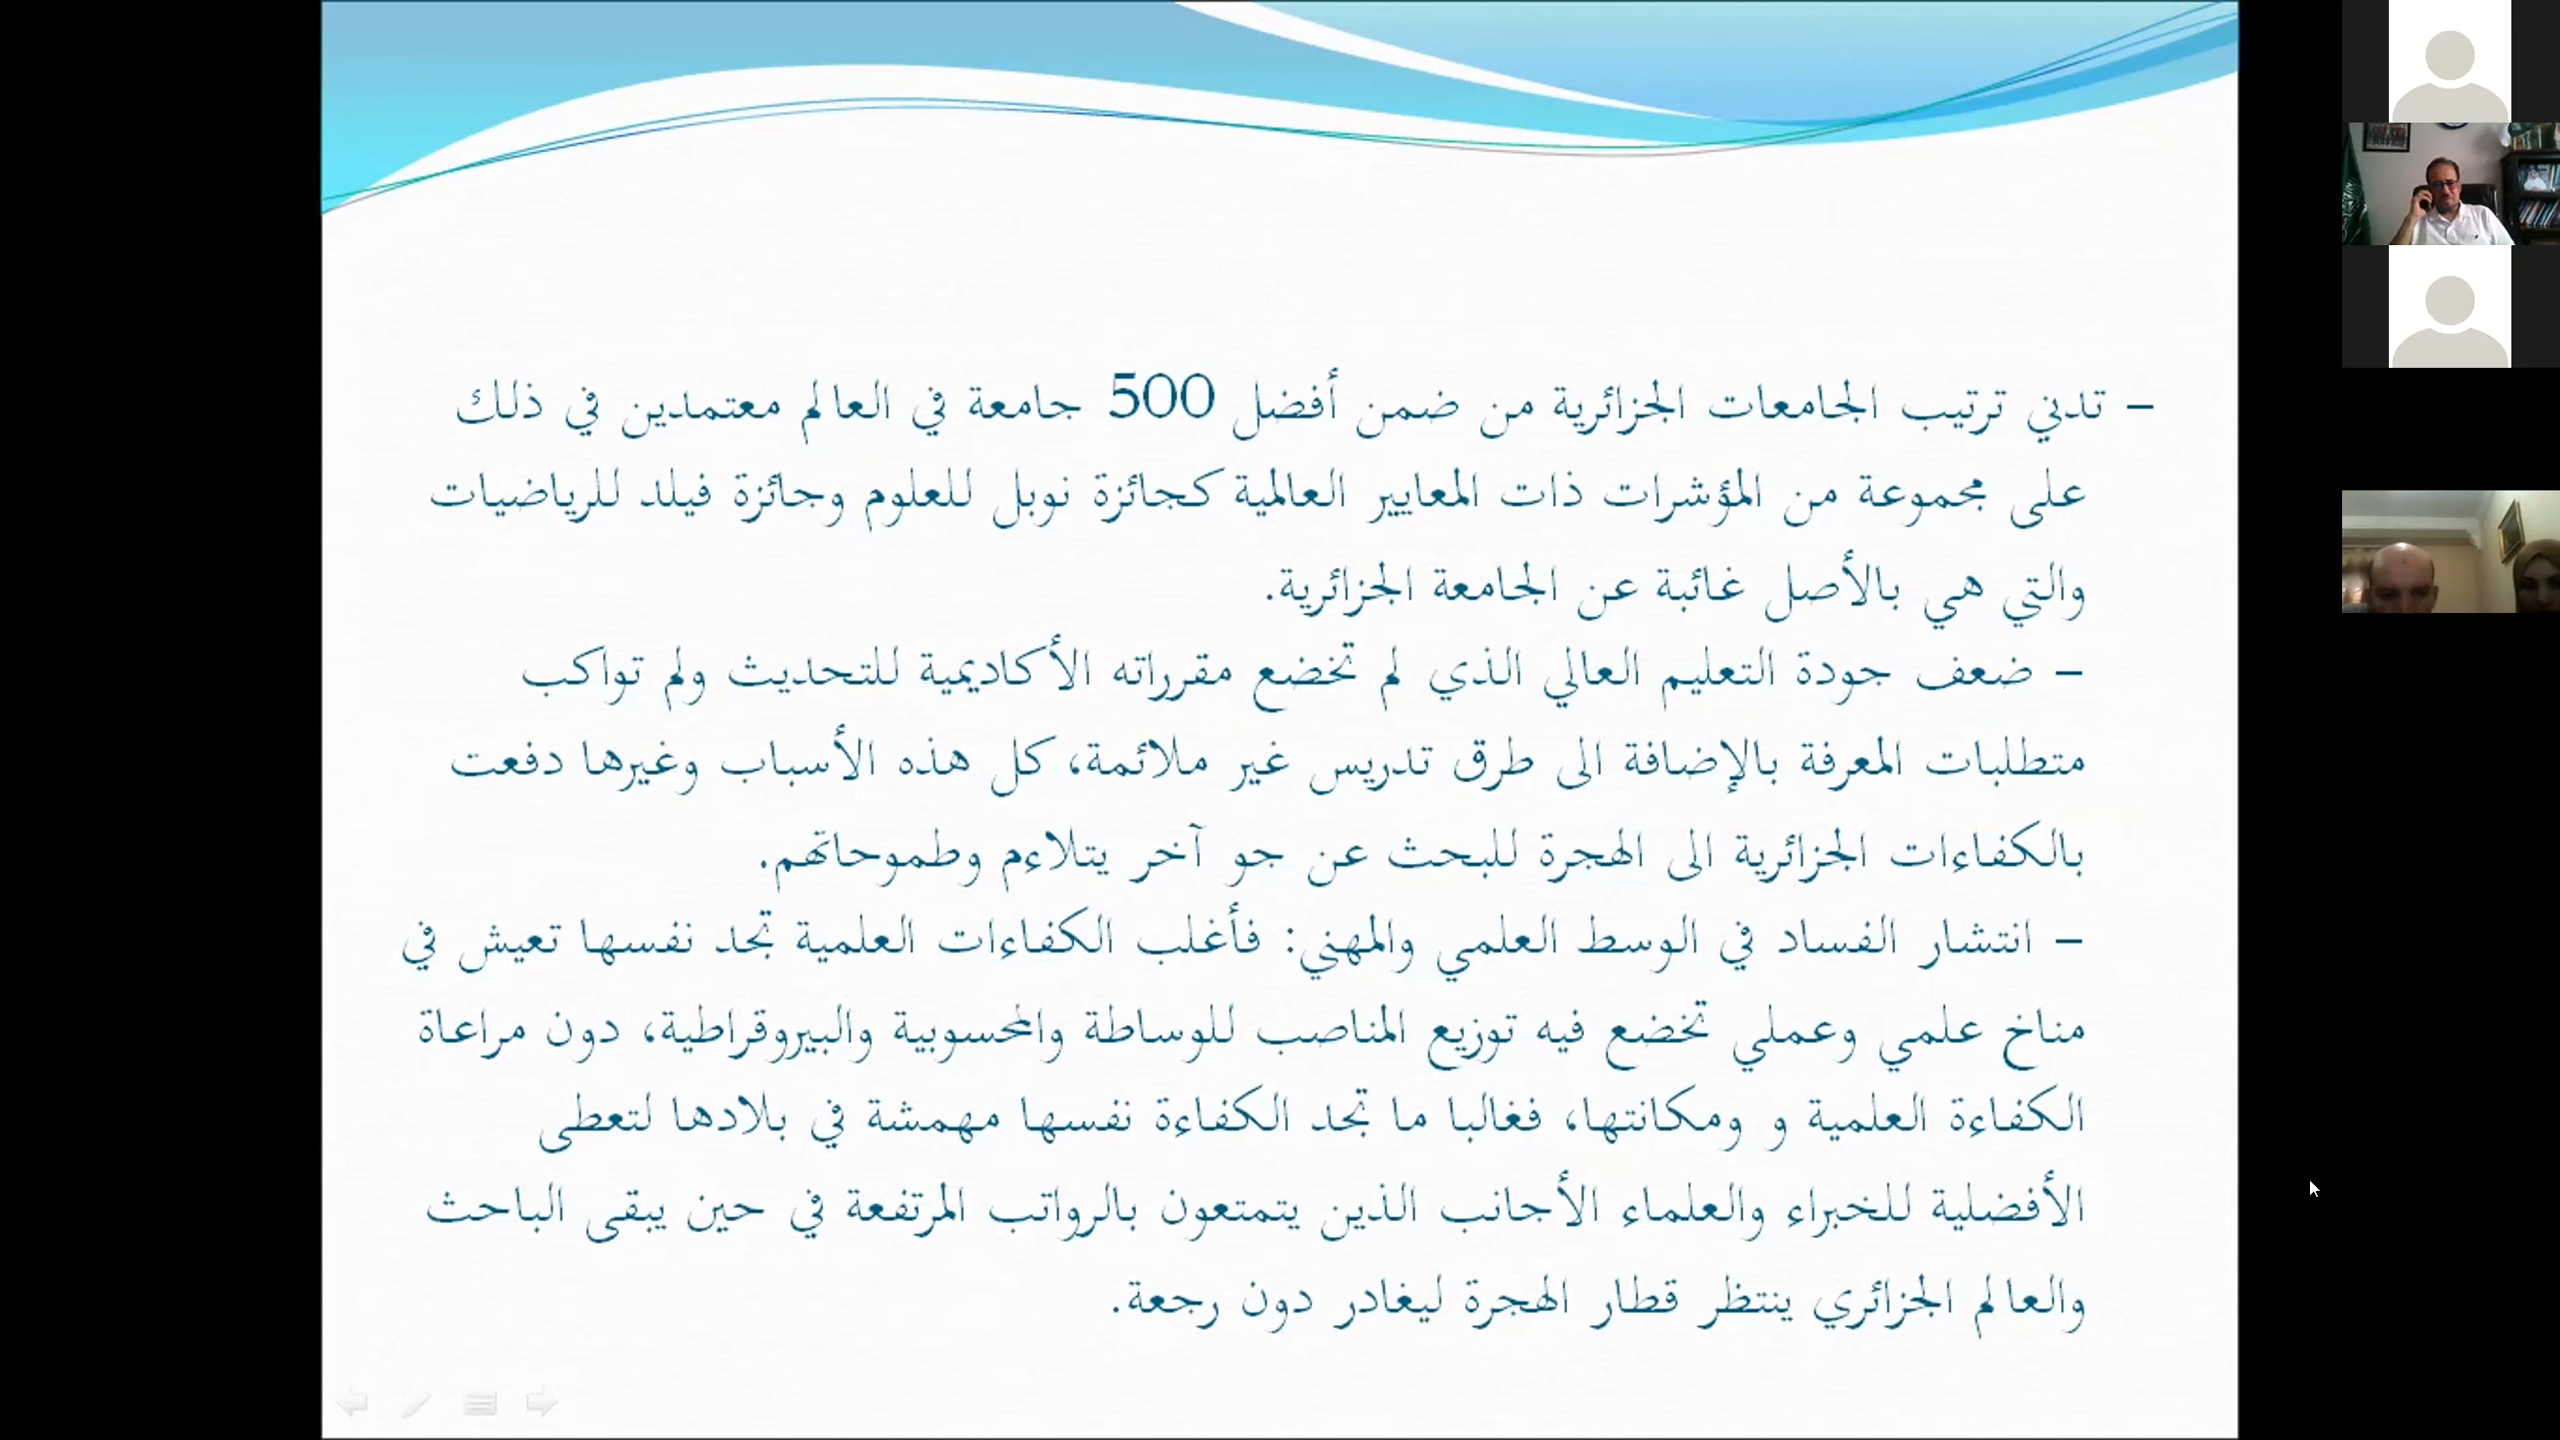 – تدني ترتيب الجامعات الجزائرية من ضمن أفضل 500 جامعة في العالم معتمدين في ذلك
على مجموعة من المؤشرات ذات المعايير العالمية كجائزة نوبل للعلوم وجائزة فيلد للرياضيات
والتي هي بالأصل غائبة عن الجامعة الجزائرية.
– ضعف جودة التعليم العالي الذي لم تخضع مقرراته الأكاديمية للتحديث ولم تواكب
متطلبات المعرفة بالإضافة الى طرق تدريس غير ملائمة، كل هذه الأسباب وغيرها دفعت
بالكفاءات الجزائرية الى الهجرة للبحث عن جو آخر يتلاءم وطموحاتهم.
– انتشار الفساد في الوسط العلمي والمهني: فأغلب الكفاءات العلمية تجد نفسها تعيش في
مناخ علمي وعملي تخضع فيه توزيع المناصب للوساطة والمحسوبية والبيروقراطية، دون مراعاة
الكفاءة العلمية و ومكانتها، فغالبا ما تجد الكفاءة نفسها مهمشة في بلادها لتعطى
الأفضلية للخبراء والعلماء الأجانب الذين يتمتعون بالرواتب المرتفعة في حين يبقى الباحث
والعالم الجزائري ينتظر قطار الهجرة ليغادر دون رجعة.